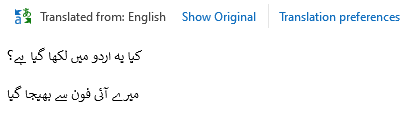 Translated from: English Show Original Translation preferences
کیا یہ اردو میں لکھا گیا ہے؟
میرے آئی فون سے بھیجا گیا